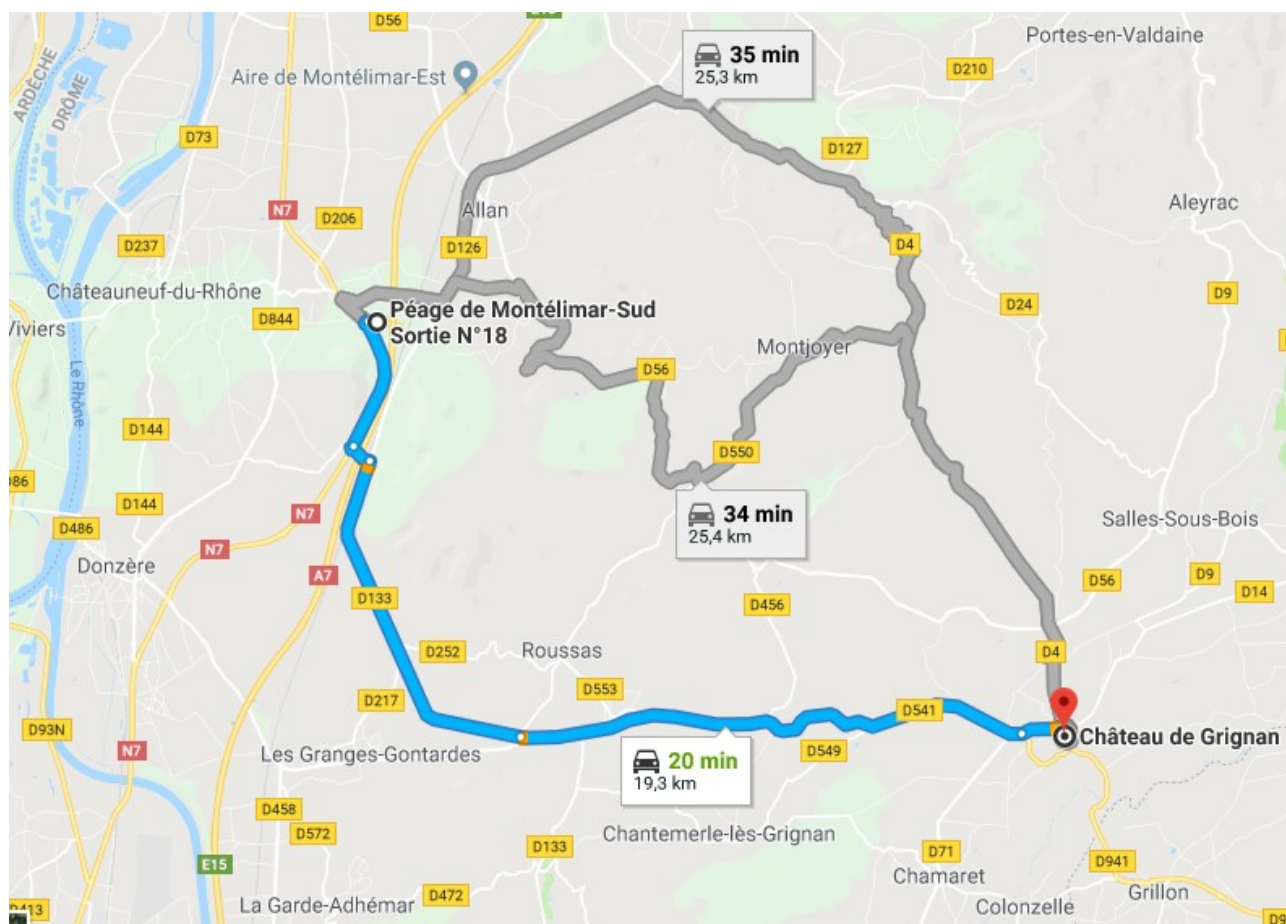 D56
Portes-en-Valdaine
35 min
25,3 km
D210
Aire de Montélimar-Est
ARDÈCHE
DRÔME
D73
D127
Aleyrac
N7
D206
Allan
D237
D126
D4
Châteauneuf-du-Rhône
D9
D24
Péage de Montélimar-Sud
Sortie N°18
D844
Viviers
Montjoyer
D56
Le Rhône
D144
D550
D86
34 min
25,4 km
D144
N7
D486
Salles-Sous-Bois
N7
Donzère
A7
D56
D9
D14
D133
D456
D252
Roussas
D4
D217
D553
D541
D93N
N7
Les Granges-Gontardes
D549
Château de Grignan
20 min
19,3 km
D458
D572
Chantemerle-lès-Grignan
D133
D71
D941
E15
Chamaret
Grillon
D472
La Garde-Adhémar
Colonzelle